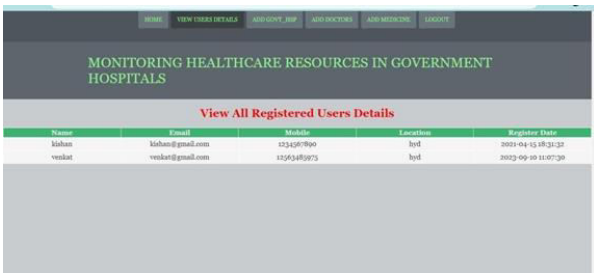 HOME VIEW USERS DETAILS ADD GOVT_HSP ADD DOCTORS ADD MEDICINE LOGOUT
MONITORING HEALTHCARE RESOURCES IN GOVERNMENT
HOSPITALS
View All Registered Users Details
Name Email Mobile Location Register Date
kishan kishan@gmail.com 1234567890 hyd 2021-04-15 18:31:32
venkat venkat@gmail.com 12563485975 hyd 2023-09-10 11:07:30